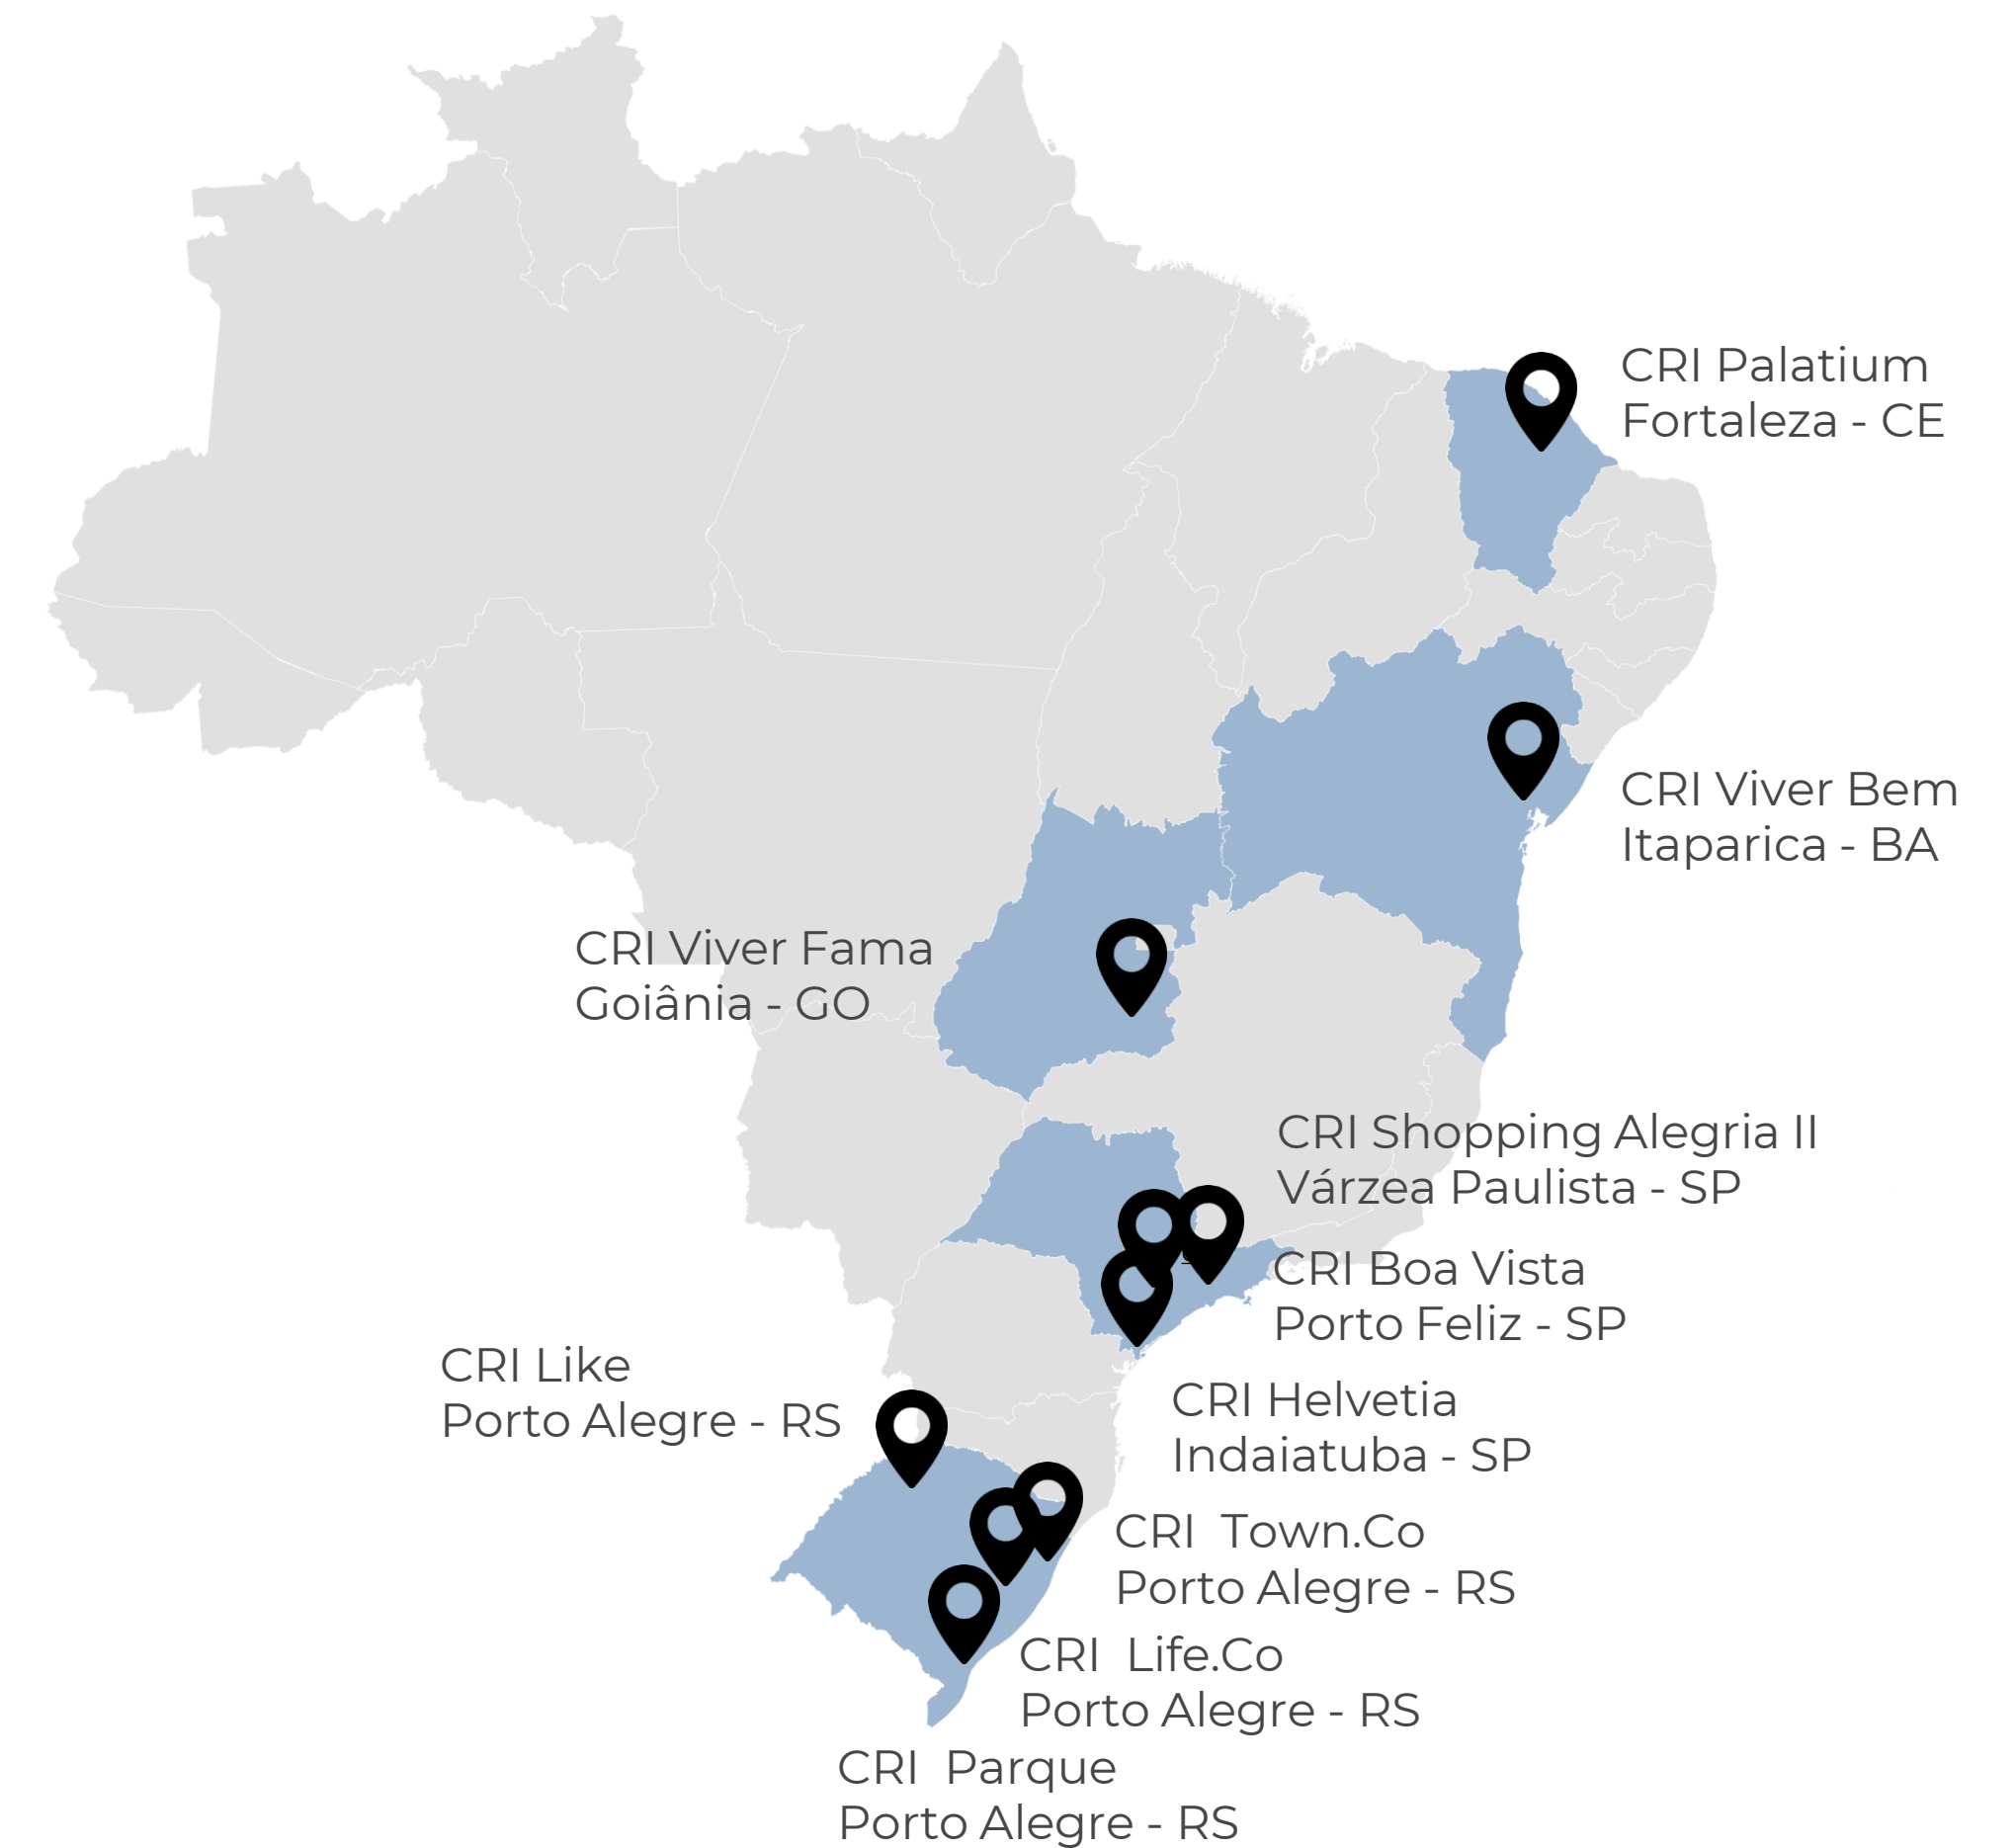 CRI Palatium
Fortaleza - CE
CRI Viver Bem
Itaparica - BA
CRI Viver Fama
Goiânia - GO
CRI Shopping Alegria II
Várzea Paulista - SP
CRI Boa Vista
Porto Feliz - SP
CRI Like
Porto Alegre - RS
CRI Helvetia
Indaiatuba - SP
CRI Town.Co
Porto Alegre - RS
CRI Life.Co
Porto Alegre - RS
CRI Parque
Porto Alegre - RS